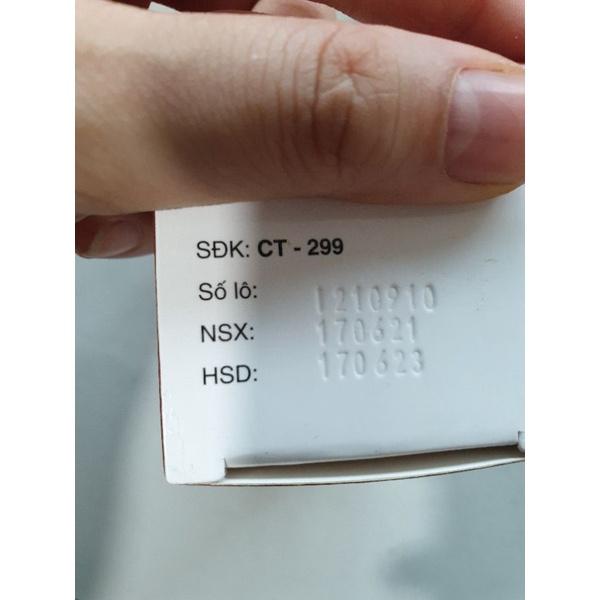 SĐK: CT - 299
Số lô: 1210910
NSX: 170621
HSD: 170623